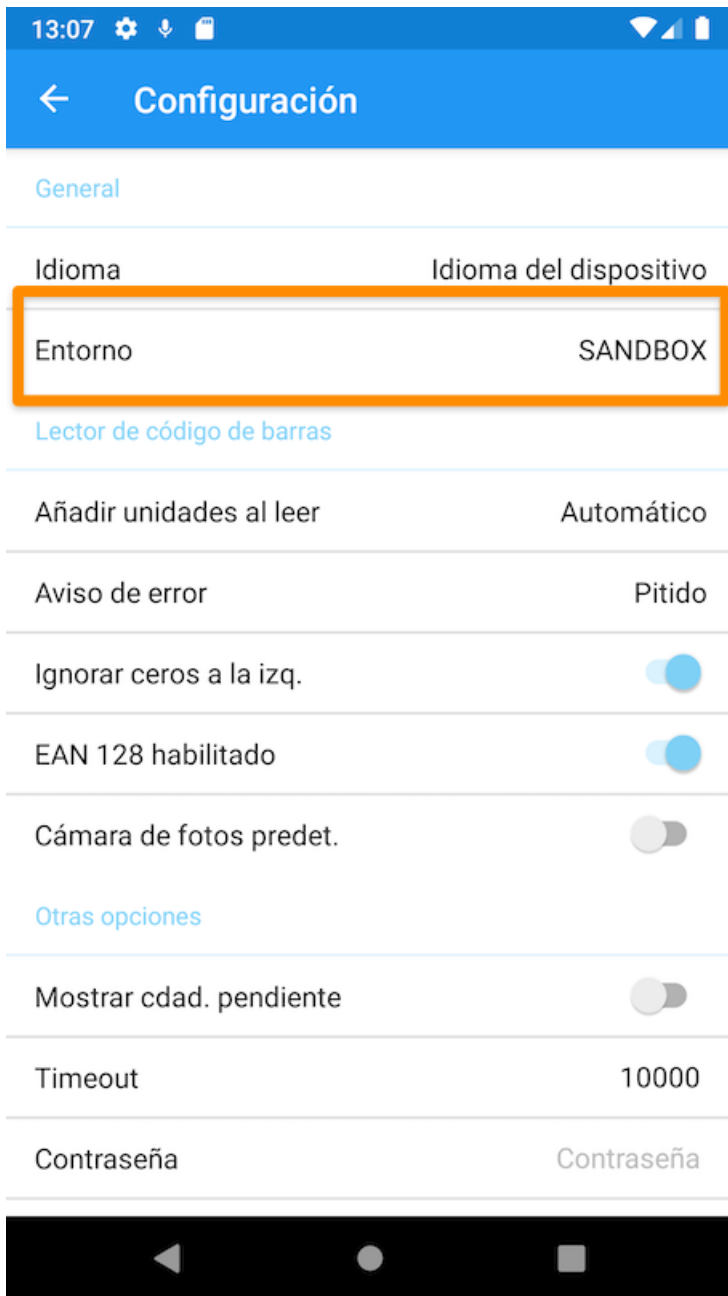 13:07
Configuración
General
Idioma Idioma del dispositivo
Entorno SANDBOX
Lector de código de barras
Añadir unidades al leer Automático
Aviso de error Pitido
Ignorar ceros a la izq.
EAN 128 habilitado
Cámara de fotos predet.
Otras opciones
Mostrar cdad. pendiente
Timeout 10000
Contraseña Contraseña